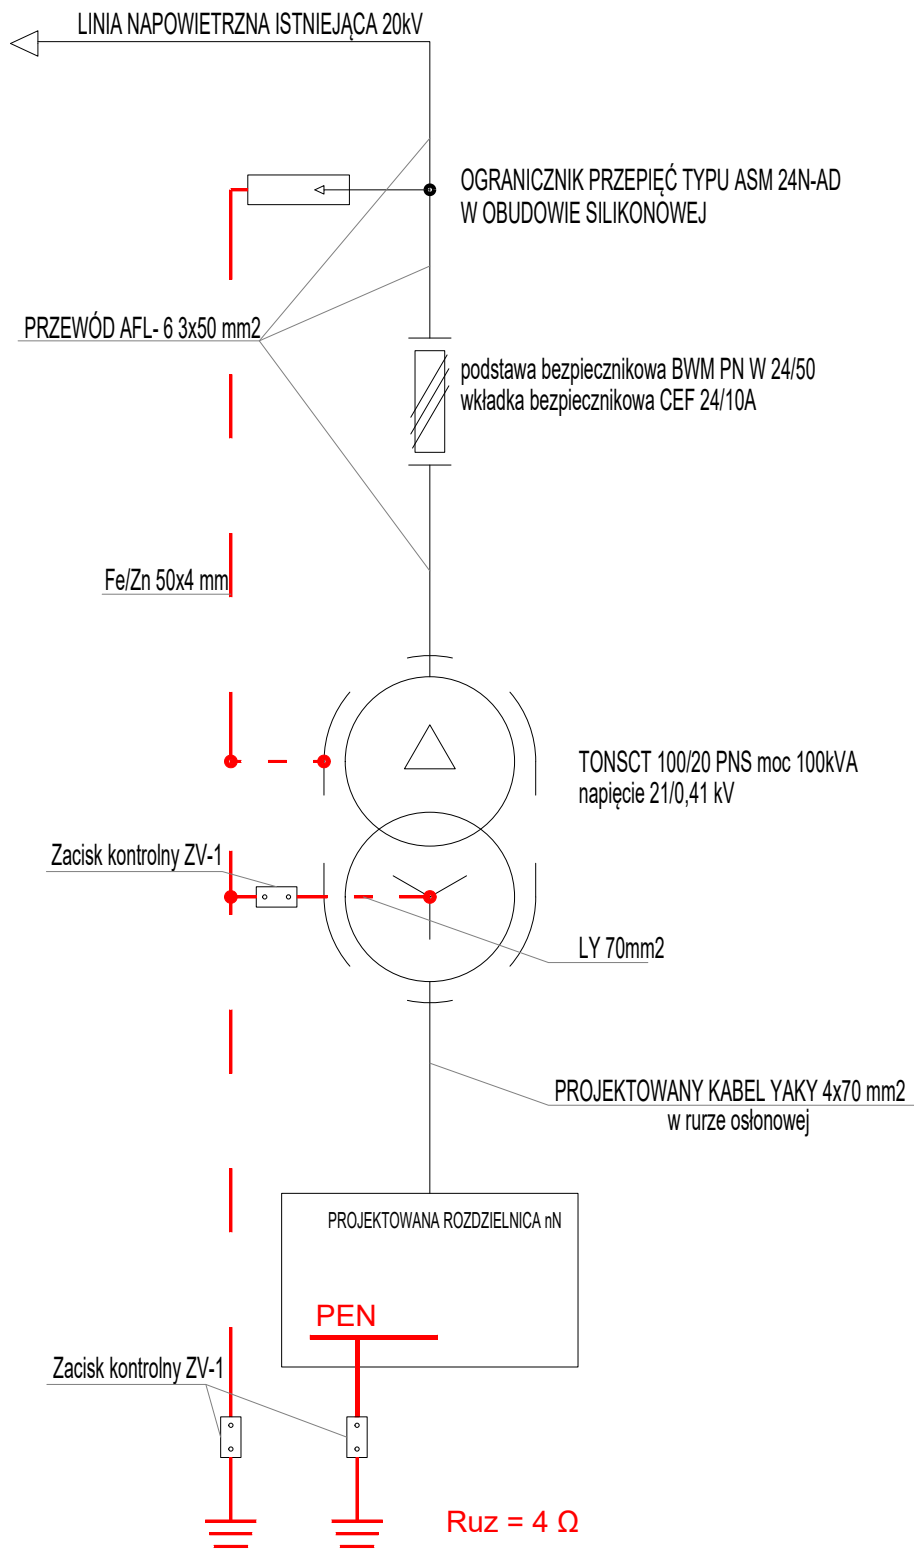 LINIA NAPOWIETRZNA ISTNIEJĄCA 20kV
OGRANICZNIK PRZEPIĘĆ TYPU ASM 24N-AD
W OBUDOWIE SILIKONOWEJ
PRZEWÓD AFL- 6 3x50 mm2
podstawa bezpiecznikowa BWM PN W 24/50
wkładka bezpiecznikowa CEF 24/10A
Fe/Zn 50x4 mm
TONSCT 100/20 PNS moc 100kVA
napięcie 21/0,41 kV
Zacisk kontrolny ZV-1
LY 70mm2
PROJEKTOWANY KABEL YAKY 4x70 mm2
w rurze osłonowej
PROJEKTOWANA ROZDZIELNICA nN
PEN
Zacisk kontrolny ZV-1
Ruz = 4 Ω